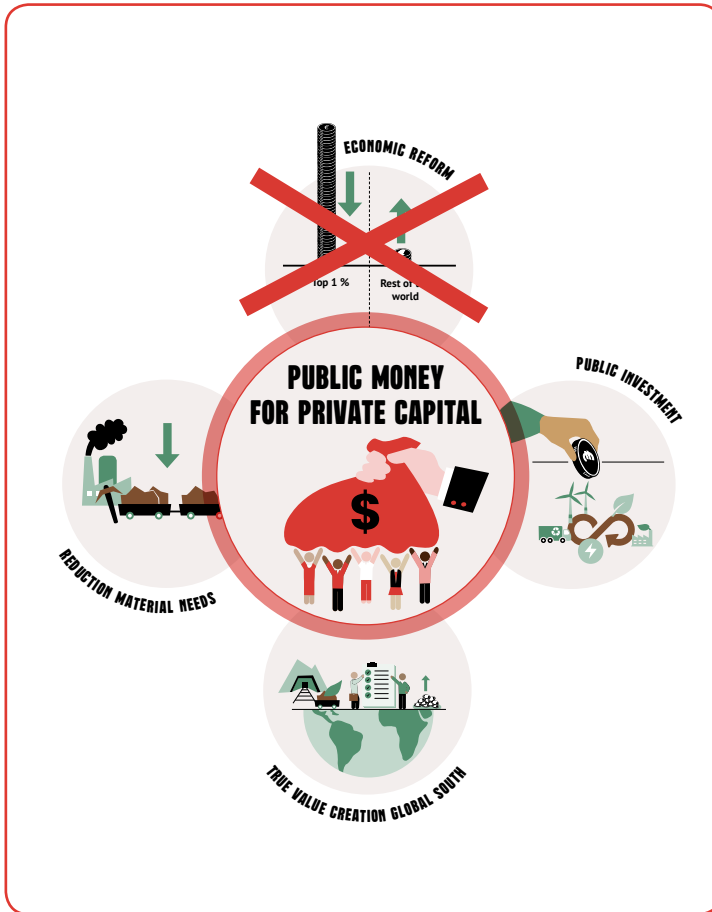 ECONOMIC REFORM
Top 1 %
Rest of
world
PUBLIC INVESTMENT
PUBLIC MONEY
FOR PRIVATE CAPITAL
$
REDUCTION MATERIAL NEEDS
TRUE VALUE CREATION GLOBAL SOUTH